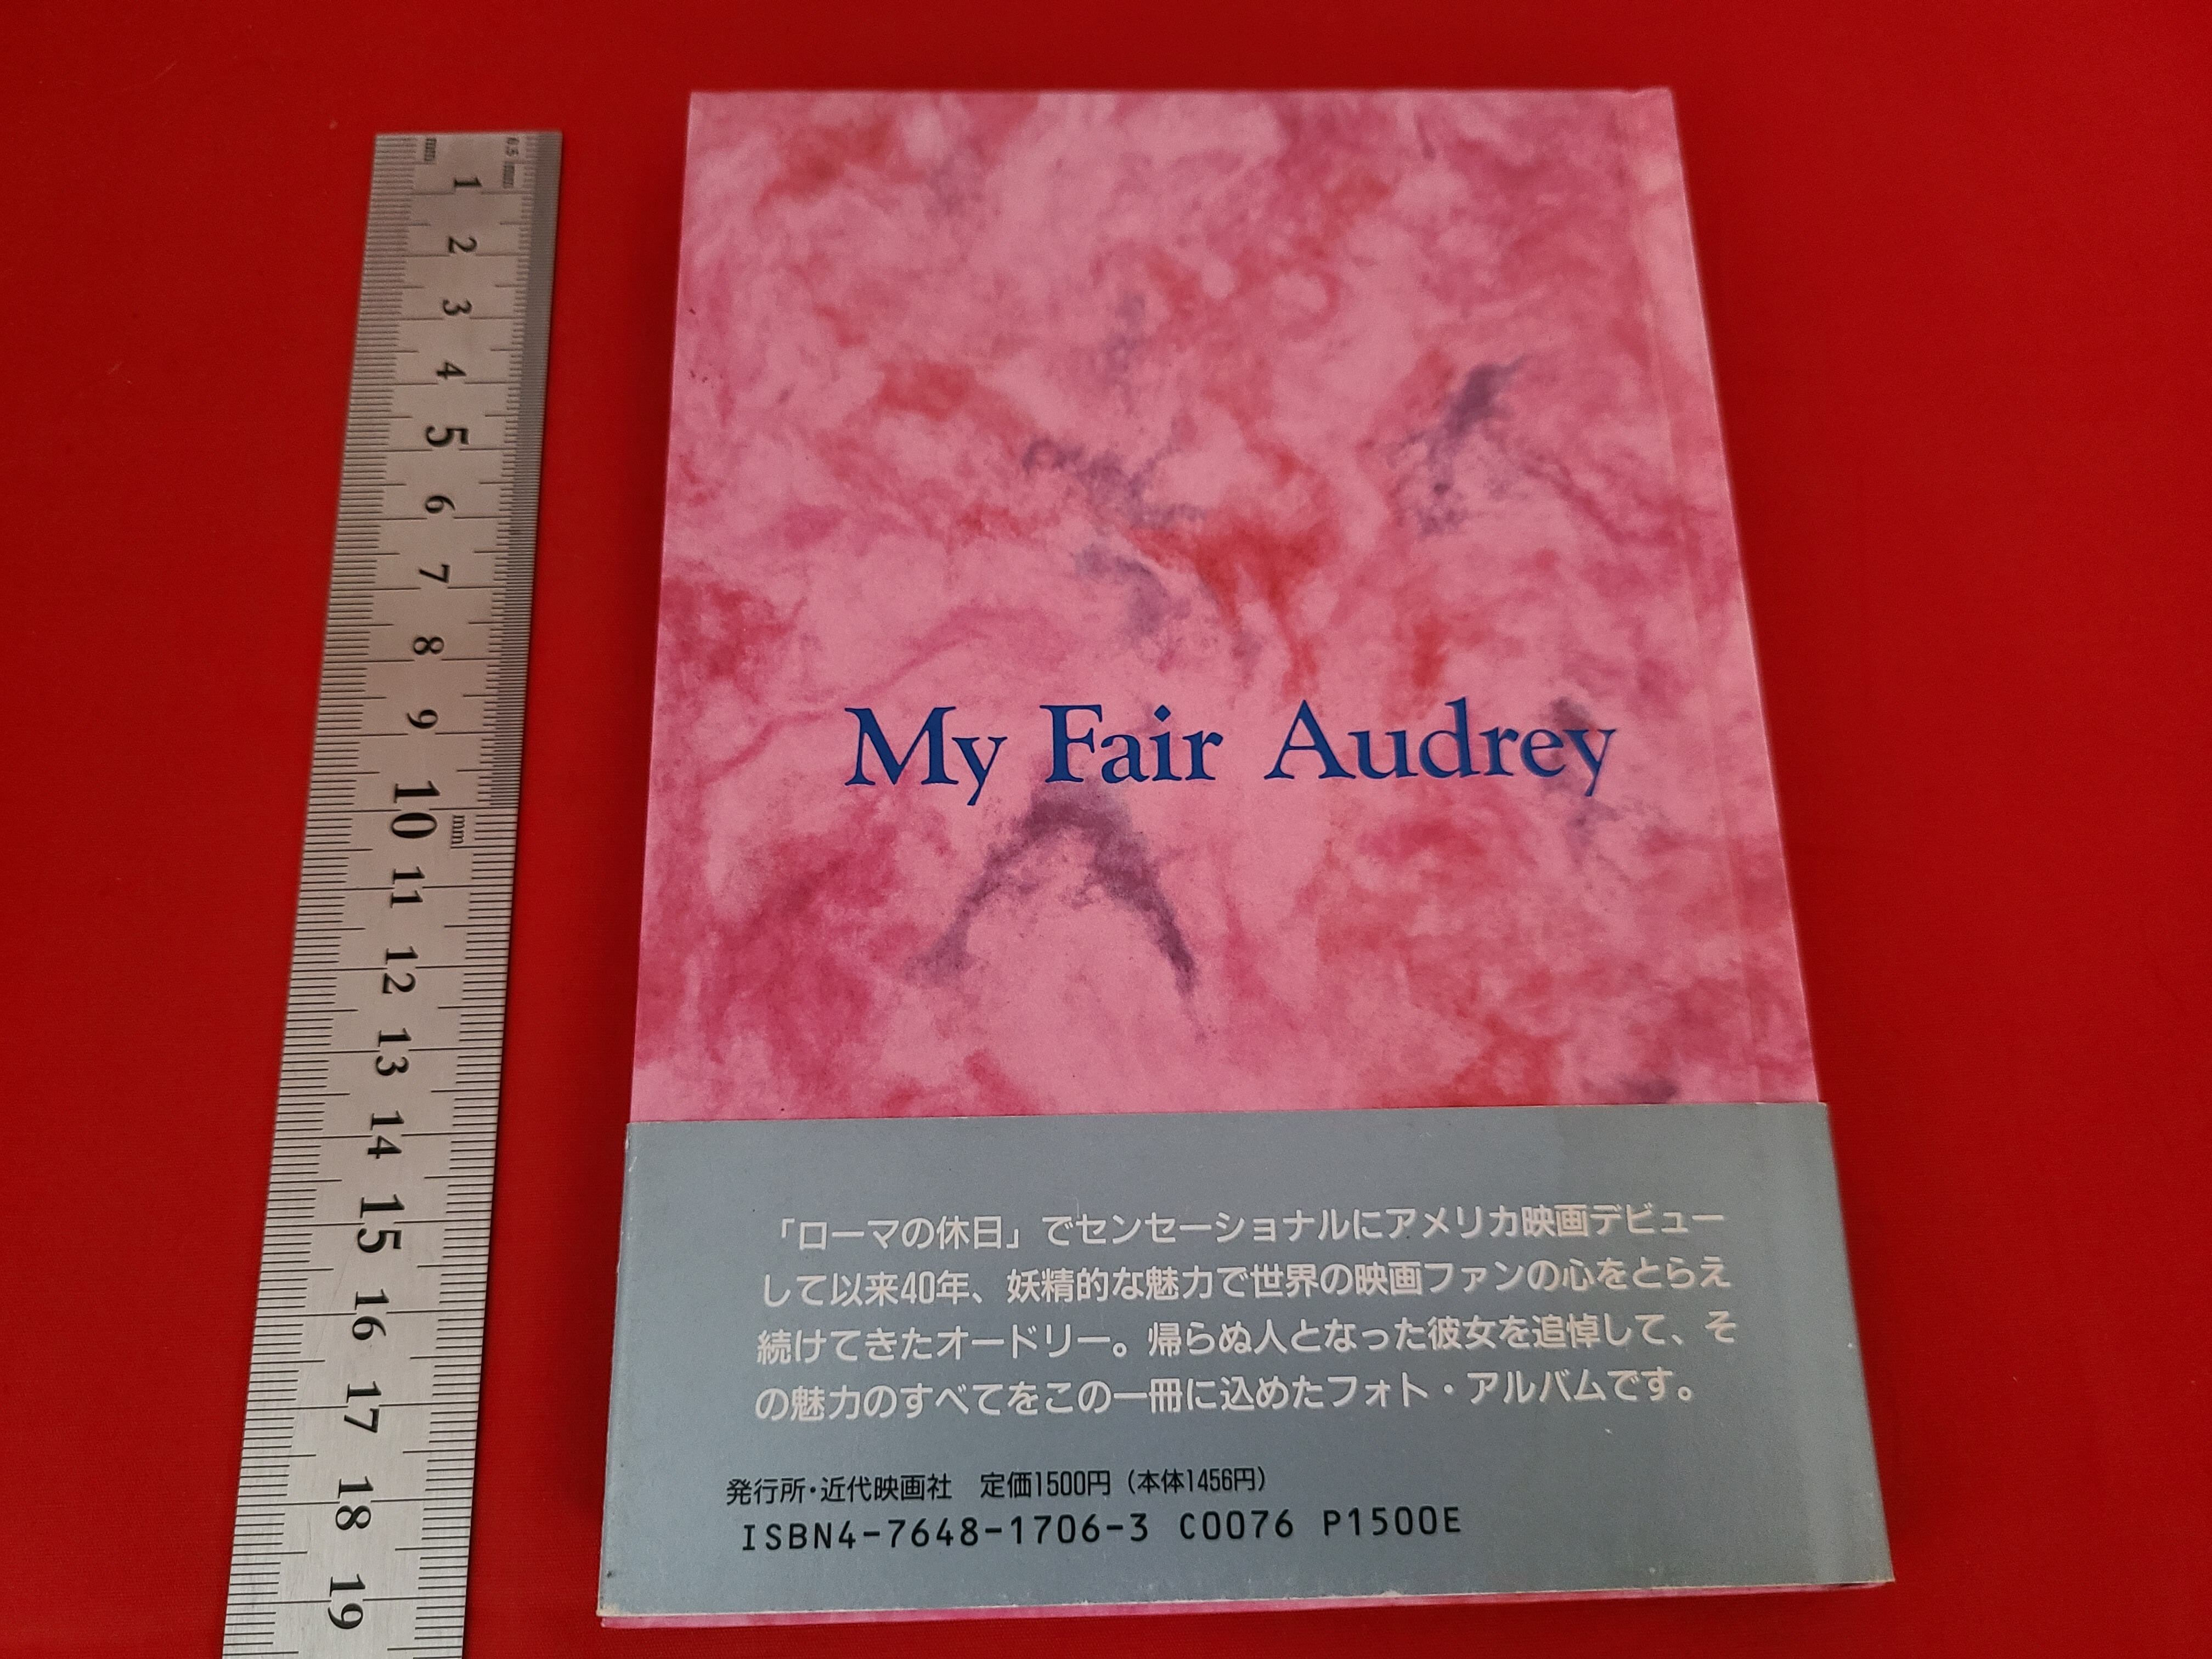 mm
0.5 mm
1
2
3
4
5
6
7
8
9
10
mm
11
12
13
14
15
16
17
18
19
My Fair Audrey
「ローマの休日」でセンセーショナルにアメリカ映画デビュー
して以来40年、妖精的な魅力で世界の映画ファンの心をとらえ
続けてきたオードリー。帰らぬ人となった彼女を追悼して、そ
の魅力のすべてをこの一冊に込めたフォト・アルバムです。
発行所・近代映画社　定価1500円（本体1456円）
ISBN4-7648-1706-3 C0076 P1500E